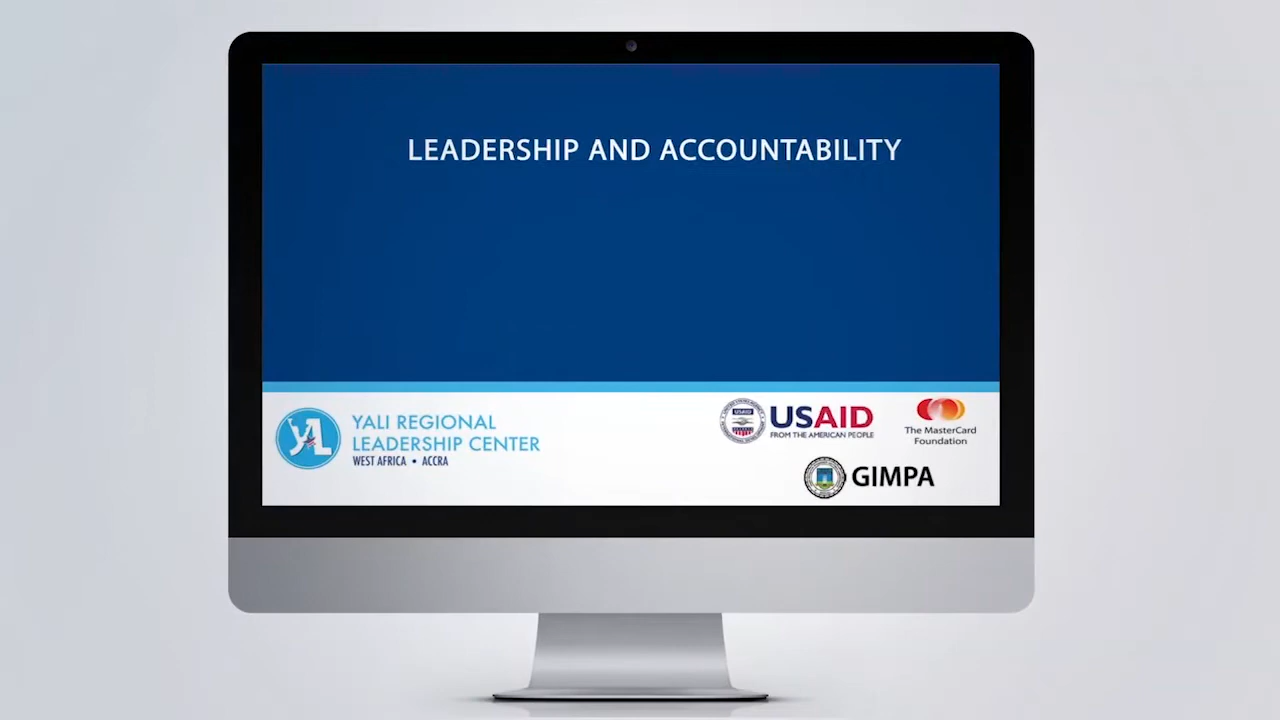 LEADERSHIP AND ACCOUNTABILITY
YALI REGIONAL
LEADERSHIP CENTER
WEST AFRICA • ACCRA
USAID
FROM THE AMERICAN PEOPLE
The MasterCard
Foundation
GIMPA